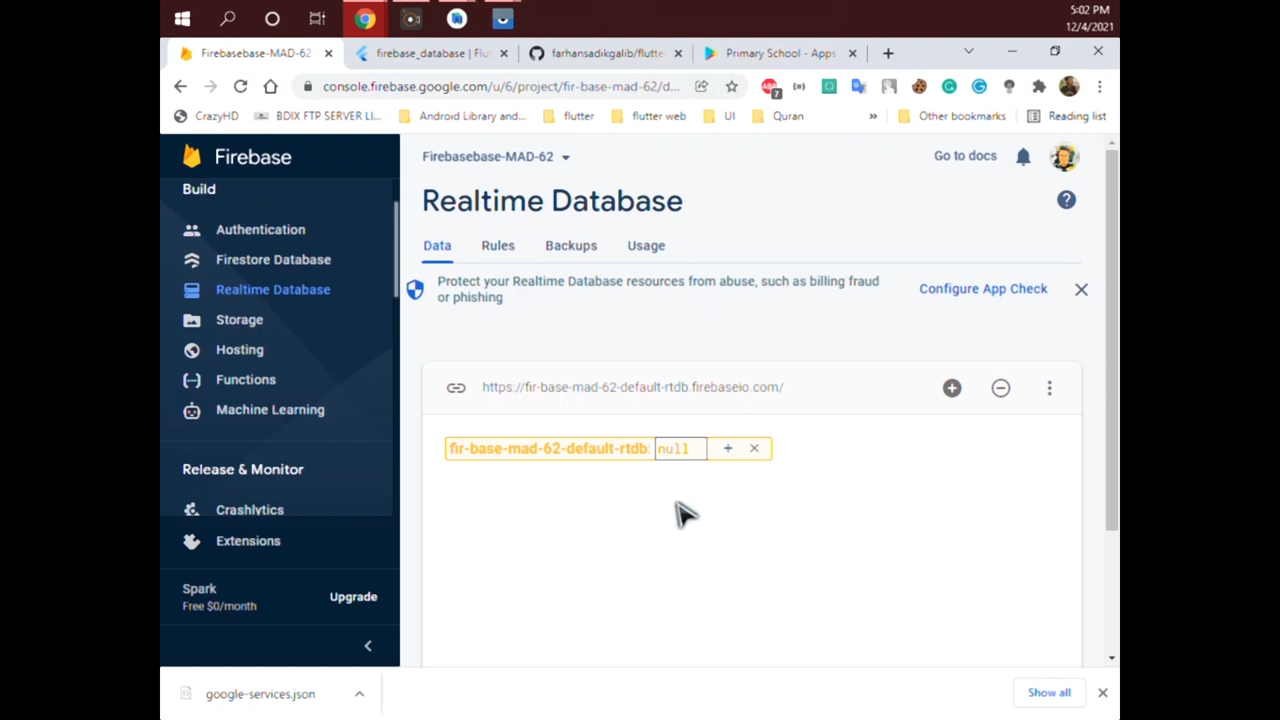 5:02 PM
12/4/2021
Firebasebase-MAD-62
firebase_database | Flut
farhansadikgalib/flutte
Primary School - Apps
console.firebase.google.com/u/6/project/fir-base-mad-62/d...
7
CrazyHD
BDIX FTP SERVER LI...
Android Library and...
flutter
flutter web
UI
Quran
»
Other bookmarks
Reading list
Firebase
Firebasebase-MAD-62
Go to docs
Build
Realtime Database
Authentication
Firestore Database
Realtime Database
Storage
Hosting
Functions
Machine Learning
Data
Rules
Backups
Usage
Protect your Realtime Database resources from abuse, such as billing fraud
or phishing
Configure App Check
https://fir-base-mad-62-default-rtdb.firebaseio.com/
fir-base-mad-62-default-rtdb: null
Release & Monitor
Crashlytics
Extensions
Spark
Free $0/month
Upgrade
google-services.json
Show all